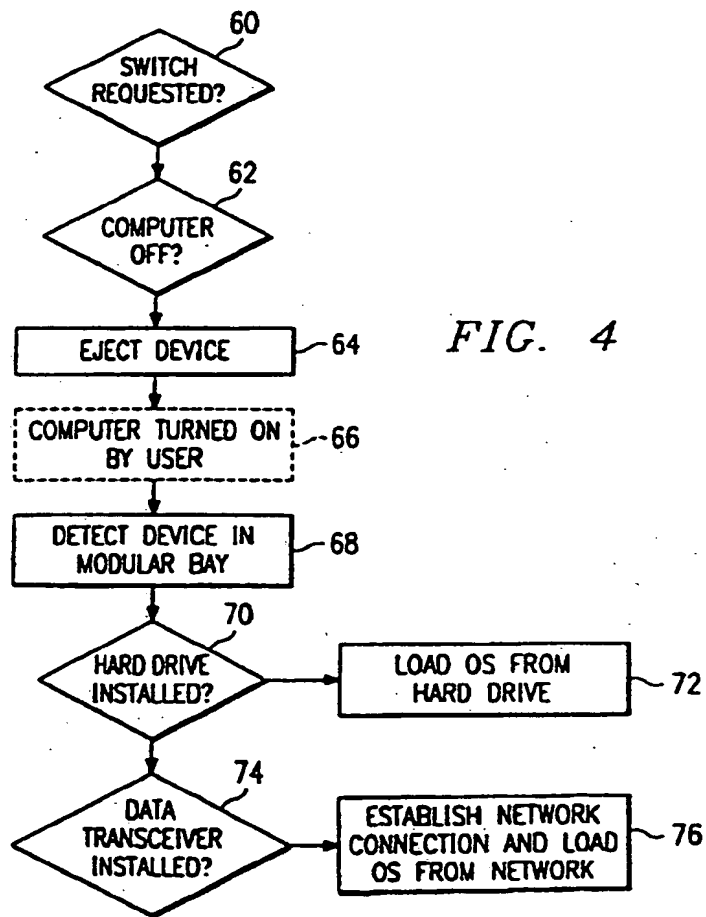 60
SWITCH
REQUESTED?
62
COMPUTER
OFF?
EJECT DEVICE
64
FIG. 4
COMPUTER TURNED ON
BY USER
66
DETECT DEVICE IN
MODULAR BAY
68
70
HARD DRIVE
INSTALLED?
LOAD OS FROM
HARD DRIVE
72
74
DATA
TRANSCEIVER
INSTALLED?
ESTABLISH NETWORK
CONNECTION AND LOAD
OS FROM NETWORK
76